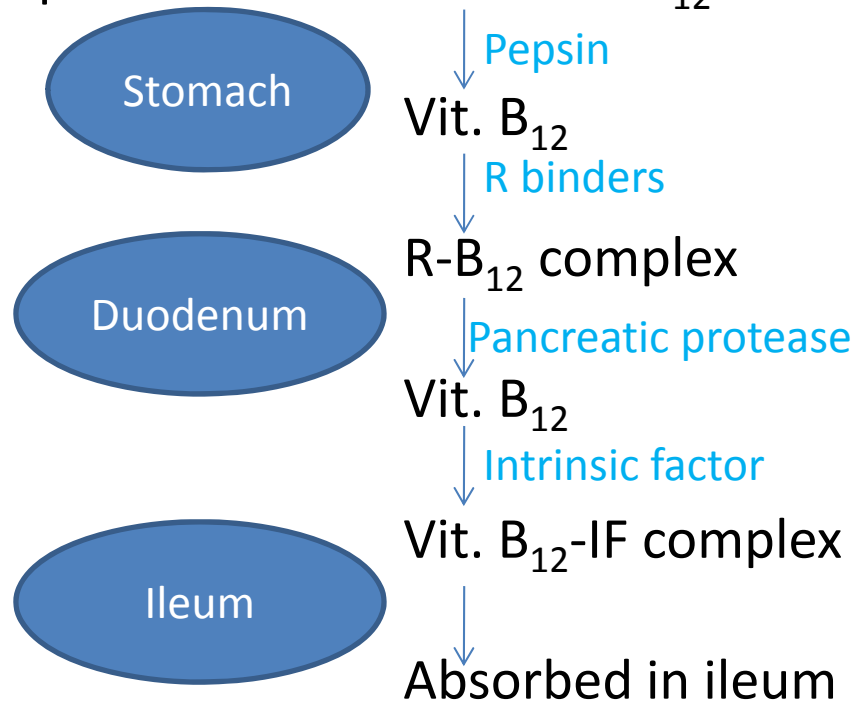 12
Pepsin
Stomach
Vit. B12
R binders
R-B12 complex
Duodenum
Pancreatic protease
Vit. B12
Intrinsic factor
Vit. B12-IF complex
Ileum
Absorbed in ileum